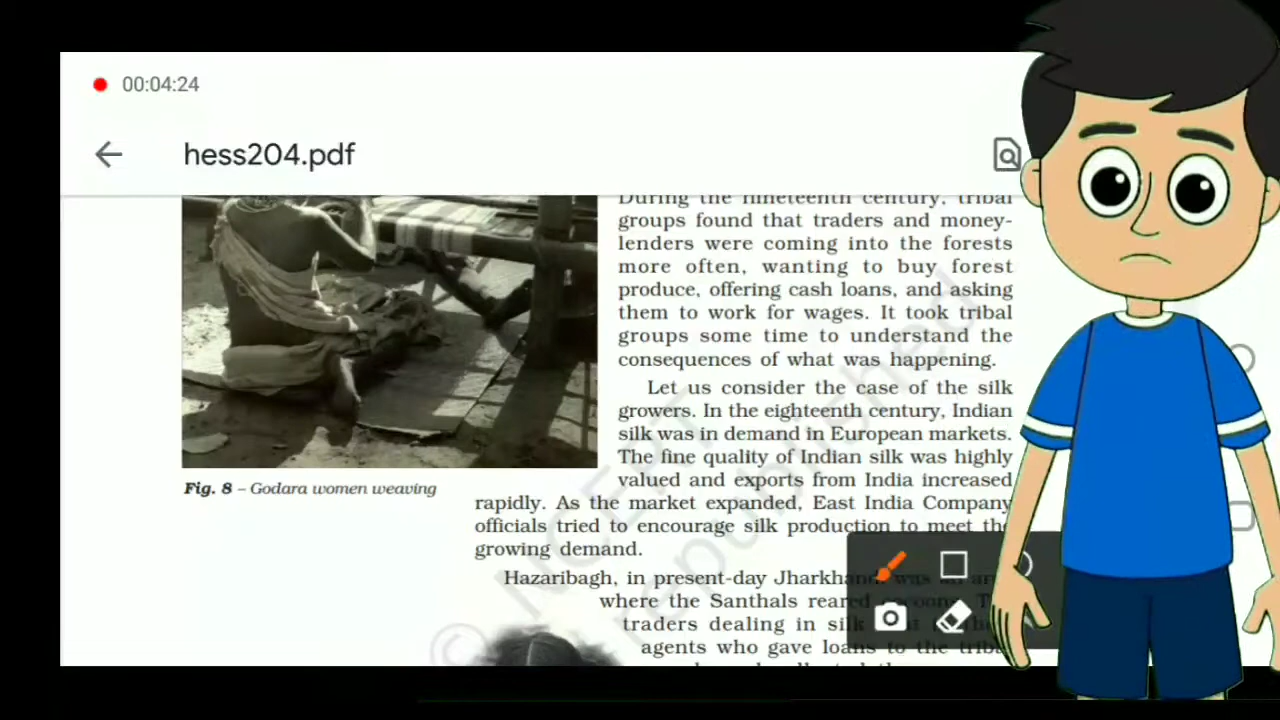 00:04:24
hess204.pdf
During the nineteenth century, tribal
groups found that traders and money-
lenders were coming into the forests
more often, wanting to buy forest
produce, offering cash loans, and asking
them to work for wages. It took tribal
groups some time to understand the
consequences of what was happening.
Let us consider the case of the silk
growers. In the eighteenth century, Indian
silk was in demand in European markets.
The fine quality of Indian silk was highly
valued and exports from India increased
rapidly. As the market expanded, East India Company
officials tried to encourage silk production to meet the
growing demand.
Fig. 8 – Godara women weaving
Hazaribagh, in present-day Jharkhand, was an
where the Santhals reared cocoons.
traders dealing in silk
agents who gave loans to the tribal
© NCERT
republished